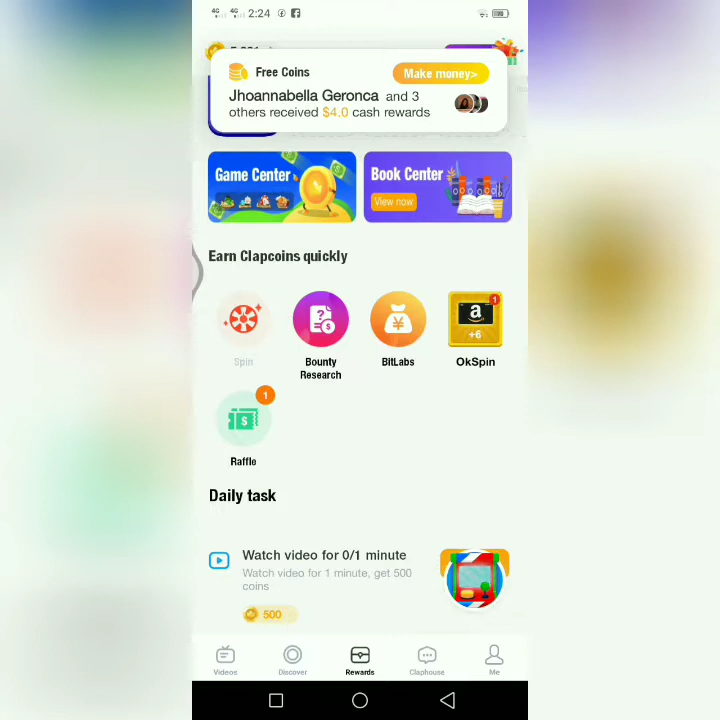 4G 4G 2:24
Free Coins
Make money>
Jhoannabella Geronca and 3
others received $4.0 cash rewards
Game Center
Book Center
View now
Earn Clapcoins quickly
1
a
+6
Spin
Bounty
Research
BitLabs
OkSpin
1
Raffle
Daily task
Watch video for 0/1 minute
Watch video for 1 minute, get 500
coins
500
Videos
Discover
Rewards
Claphouse
Me